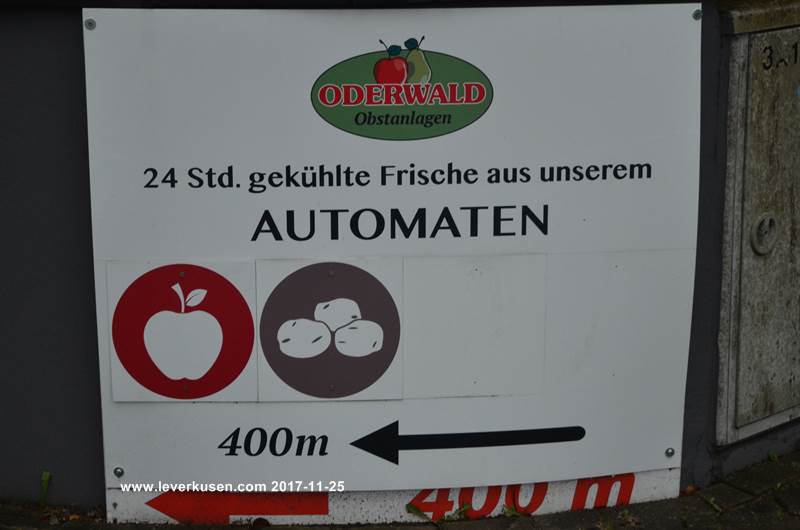 ODERWALD
Obstanlagen
24 Std. gekühlte Frische aus unserem
AUTOMATEN
400m
www.leverkusen.com 2017-11-25
400 m